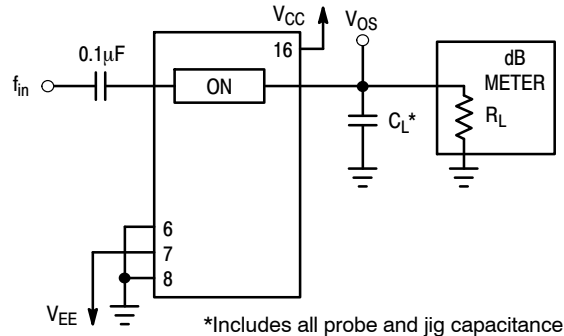 V_CC
V_OS
0.1μF
16
dB
METER
f_in
ON
C_L*
R_L
6
7
8
V_EE
*Includes all probe and jig capacitance